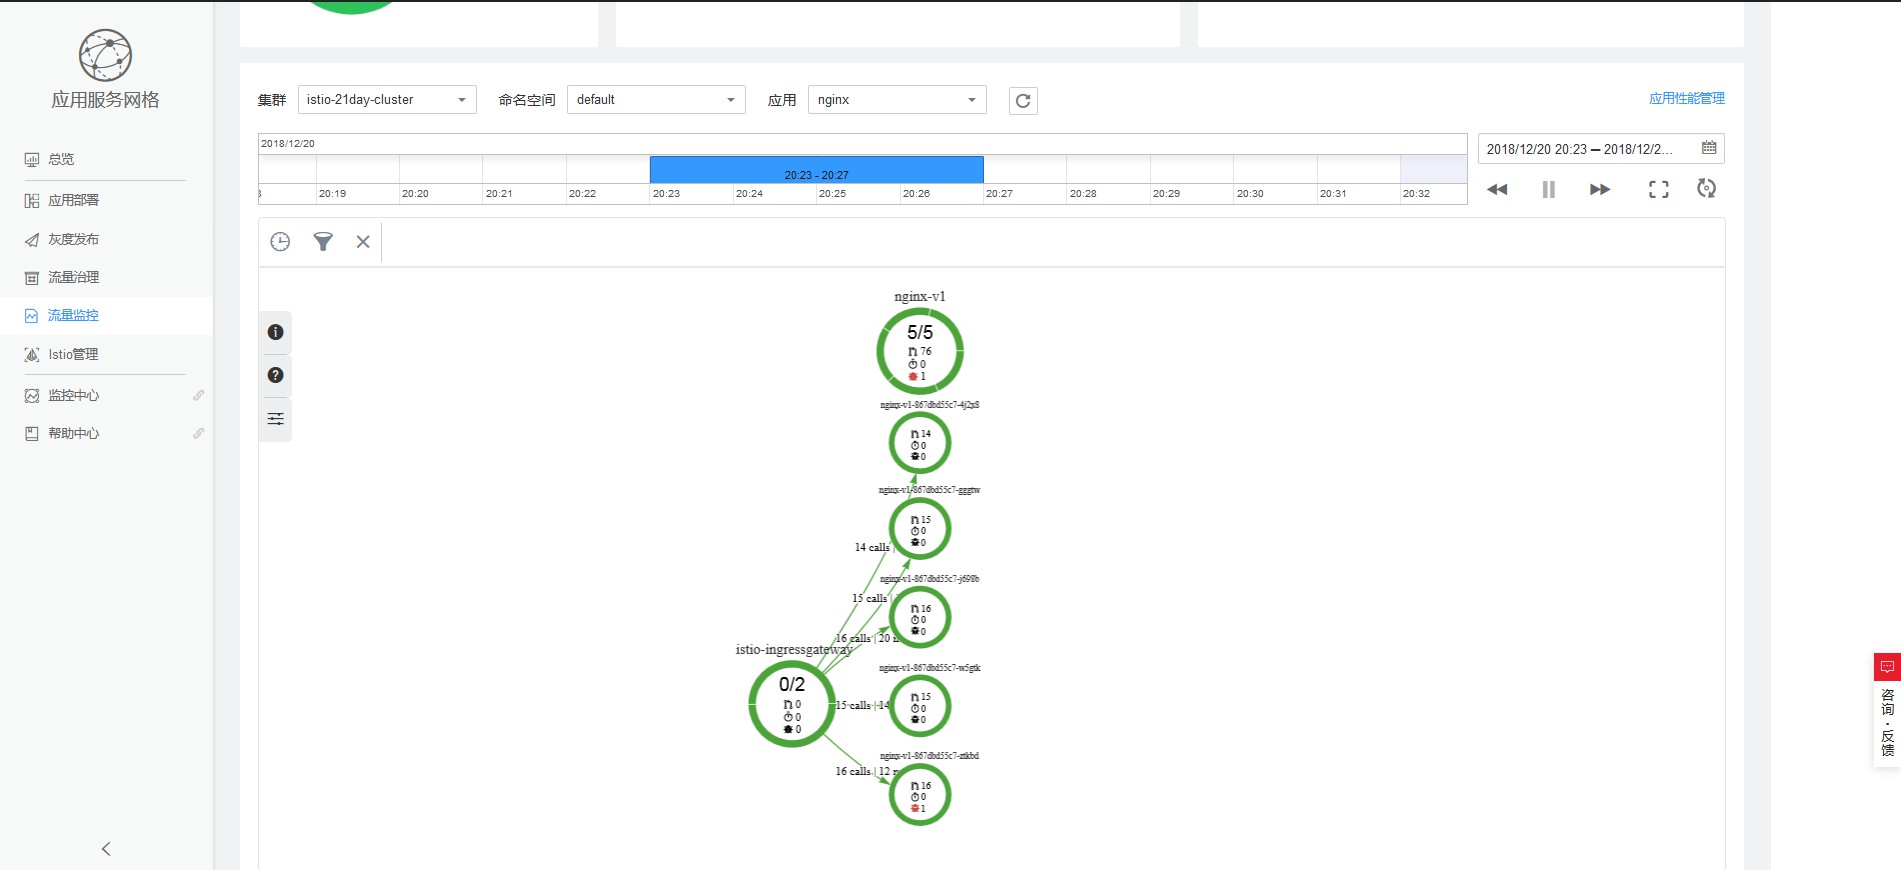 应用服务网格
总览
应用部署
灰度发布
流量治理
流量监控
Istio管理
监控中心
帮助中心
集群 istio-21day-cluster 命名空间 default 应用 nginx
应用性能管理
2018/12/20
20:23 - 20:27
20:19 20:20 20:21 20:22 20:23 20:24 20:25 20:26 20:27 20:28 20:29 20:30 20:31 20:32
2018/12/20 20:23 – 2018/12/2...
nginx-v1
5/5
76
0
1
nginx-v1-867dbd55c7-4j2x8
14
0
0
nginx-v1-867dbd55c7-gggtw
15
0
0
14 calls |
nginx-v1-867dbd55c7-j698b
15 calls |
16
0
0
16 calls | 20
istio-ingressgateway
0/2
0
0
0
nginx-v1-867dbd55c7-w5gtk
15
0
0
15 calls | 14
nginx-v1-867dbd55c7-ztkbd
16 calls | 12
16
0
1
咨询·反馈